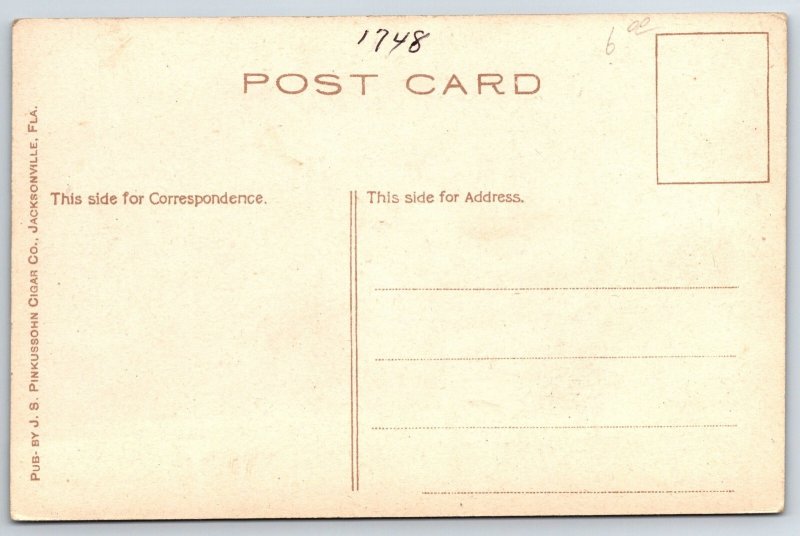 1748
6 00
POST CARD
This side for Correspondence.
This side for Address.
PUB- BY J. S. PINKUSSOHN CIGAR CO., JACKSONVILLE, FLA.